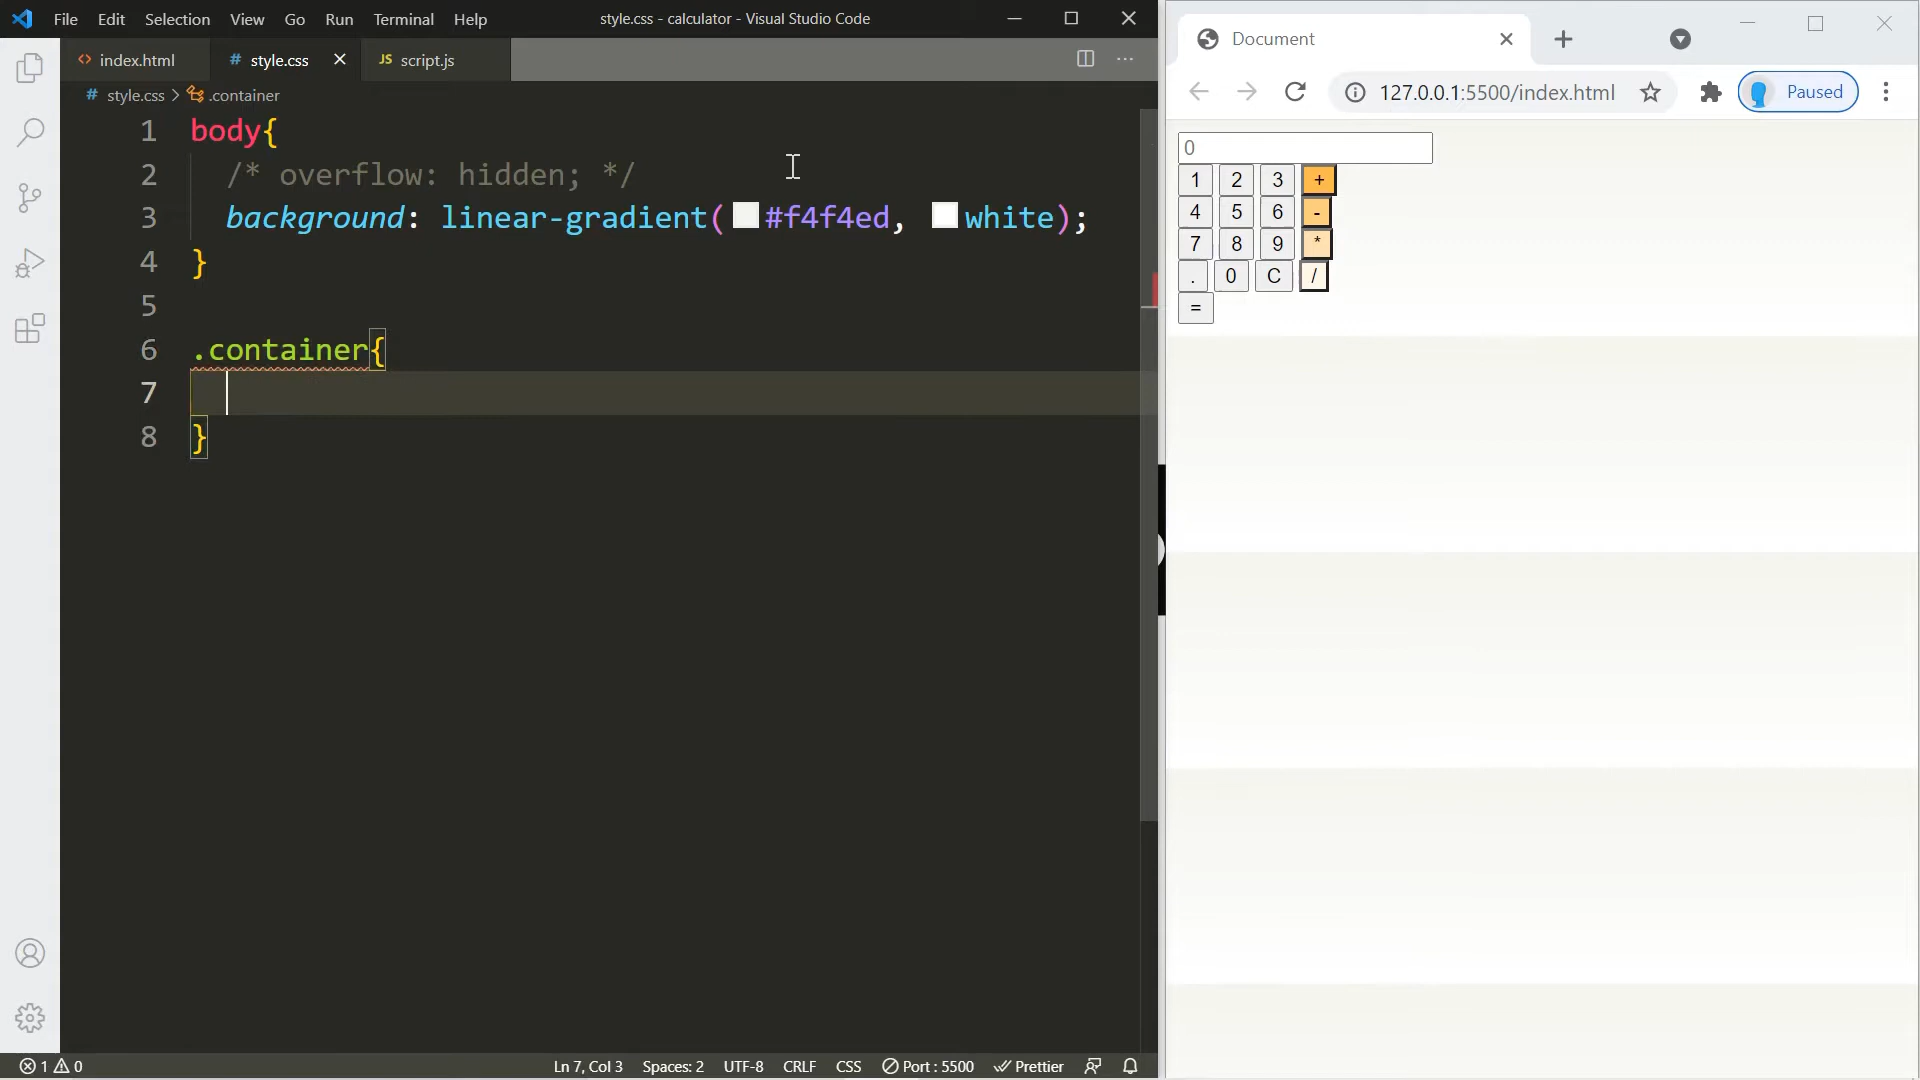 File Edit Selection View Go Run Terminal Help
style.css - calculator - Visual Studio Code
index.html
style.css
JS script.js
# style.css > .container
1 body{
2 /* overflow: hidden; */
3 background: linear-gradient(#f4f4ed, white);
4 }
5
6 .container{
7
8 }
1 0
Ln 7, Col 3 Spaces: 2 UTF-8 CRLF CSS Port : 5500 Prettier
Document
127.0.0.1:5500/index.html
Paused
0
1 2 3 +
4 5 6 -
7 8 9 *
. 0 C /
=